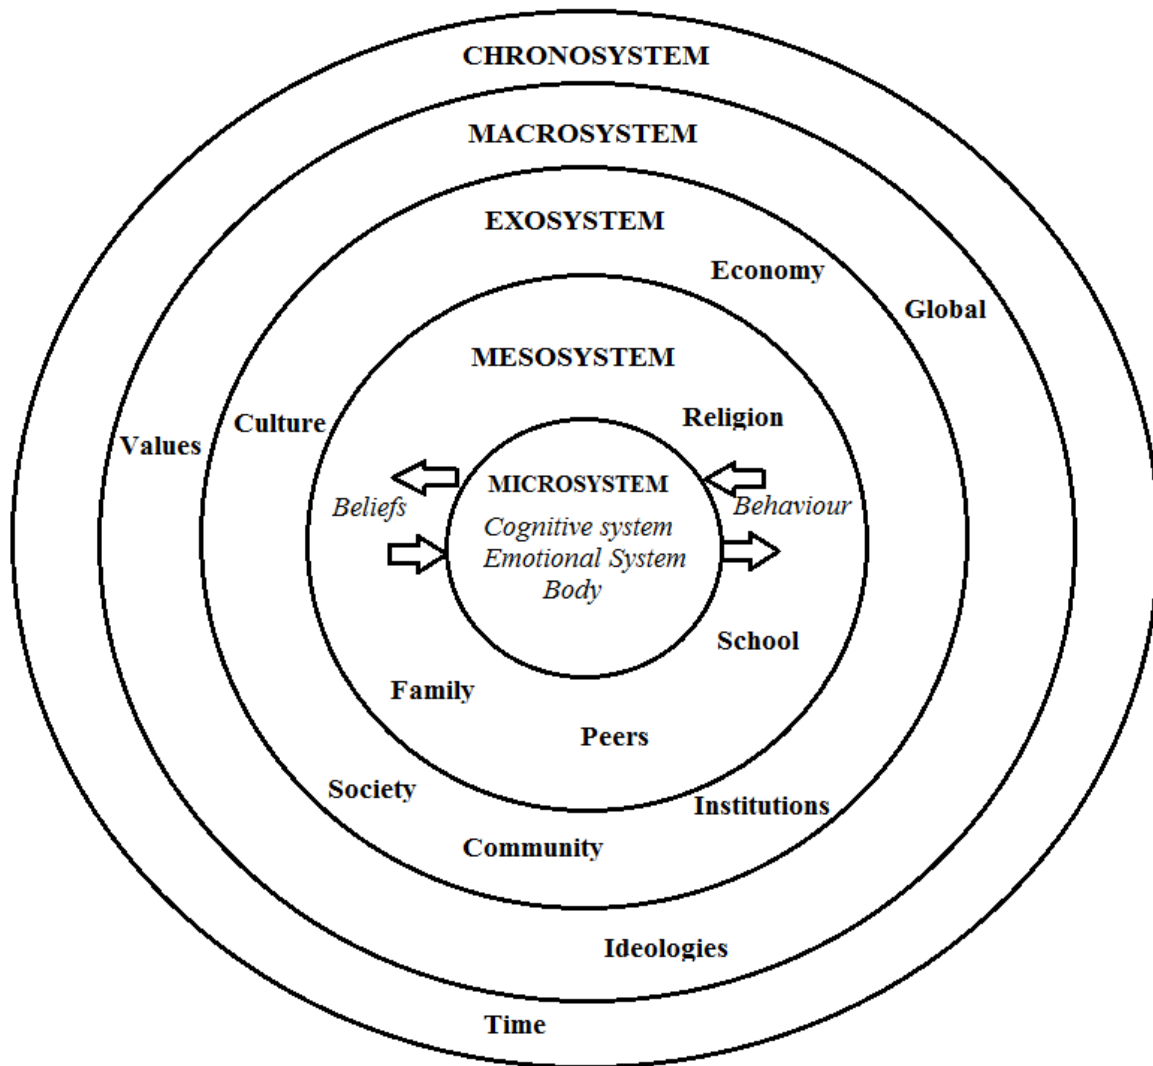 CHRONOSYSTEM
MACROSYSTEM
EXOSYSTEM
Economy
Global
MESOSYSTEM
Religion
Culture
Values
MICROSYSTEM
Beliefs
Behaviour
Cognitive system
Emotional System
Body
School
Family
Peers
Society
Institutions
Community
Ideologies
Time